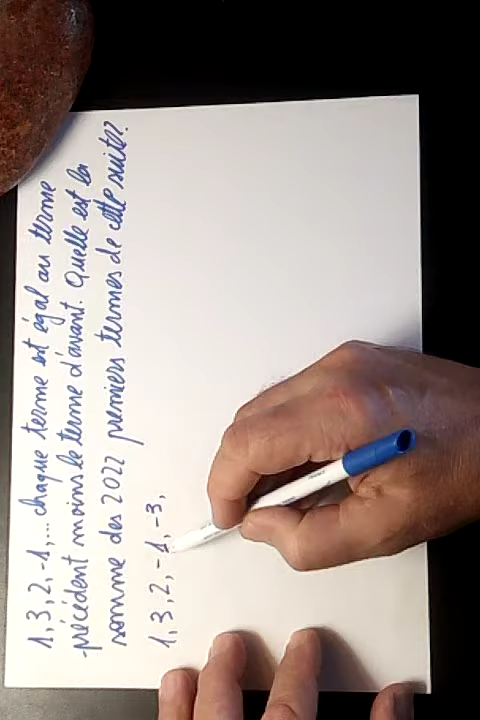 1, 3, 2, -1, ... chaque terme est égal au terme
précédent moins le terme d'avant. Quelle est la
somme des 2022 premiers termes de cette suite?
1, 3, 2, -1, -3,